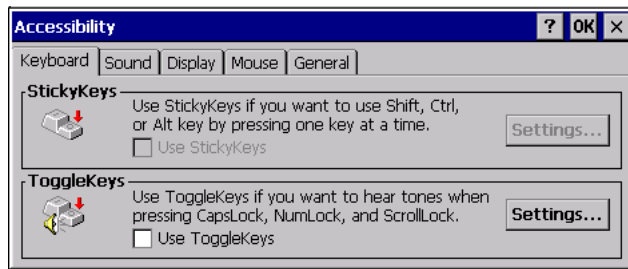 Accessibility ? OK ×
Keyboard Sound Display Mouse General
StickyKeys
Use StickyKeys if you want to use Shift, Ctrl,
or Alt key by pressing one key at a time.
Use StickyKeys
Settings...
ToggleKeys
Use ToggleKeys if you want to hear tones when
pressing CapsLock, NumLock, and ScrollLock.
Use ToggleKeys
Settings...